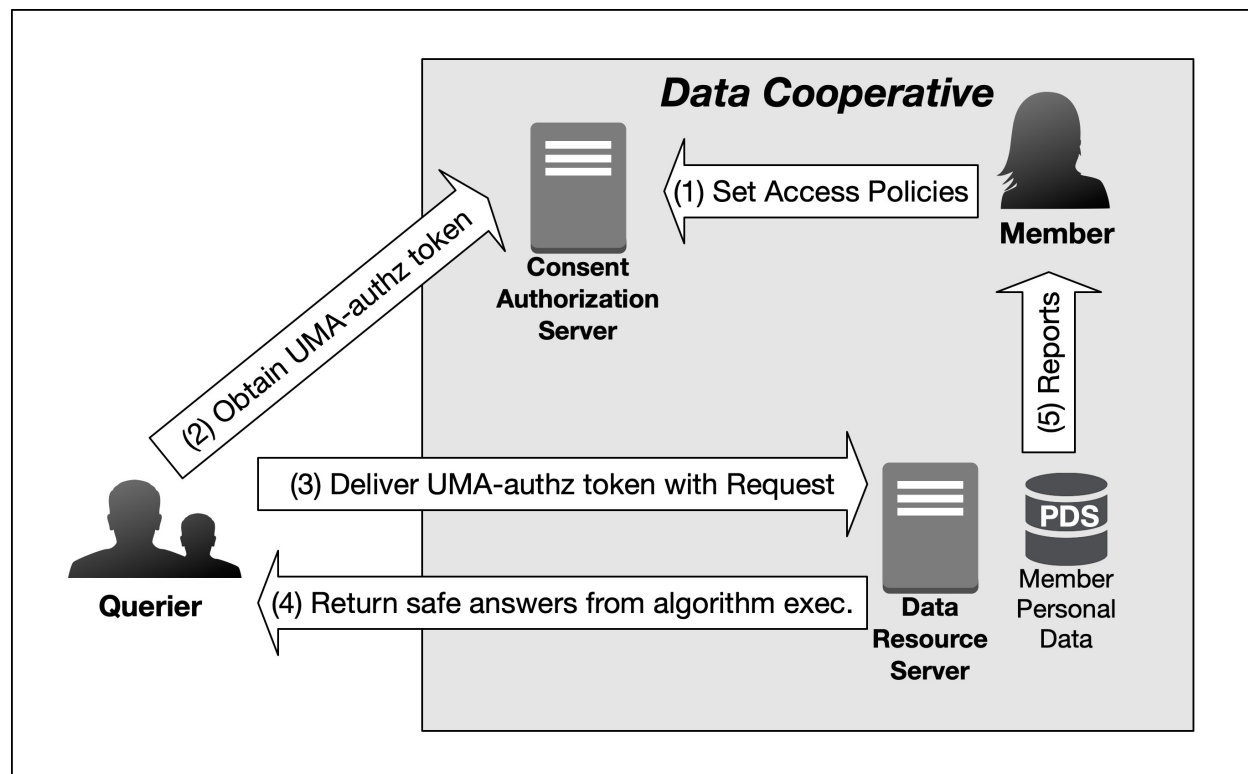 Data Cooperative
(1) Set Access Policies
Member
Consent
Authorization
Server
(2) Obtain UMA-authz token
(5) Reports
(3) Deliver UMA-authz token with Request
PDS
Member
Personal
Data
Querier
(4) Return safe answers from algorithm exec.
Data
Resource
Server